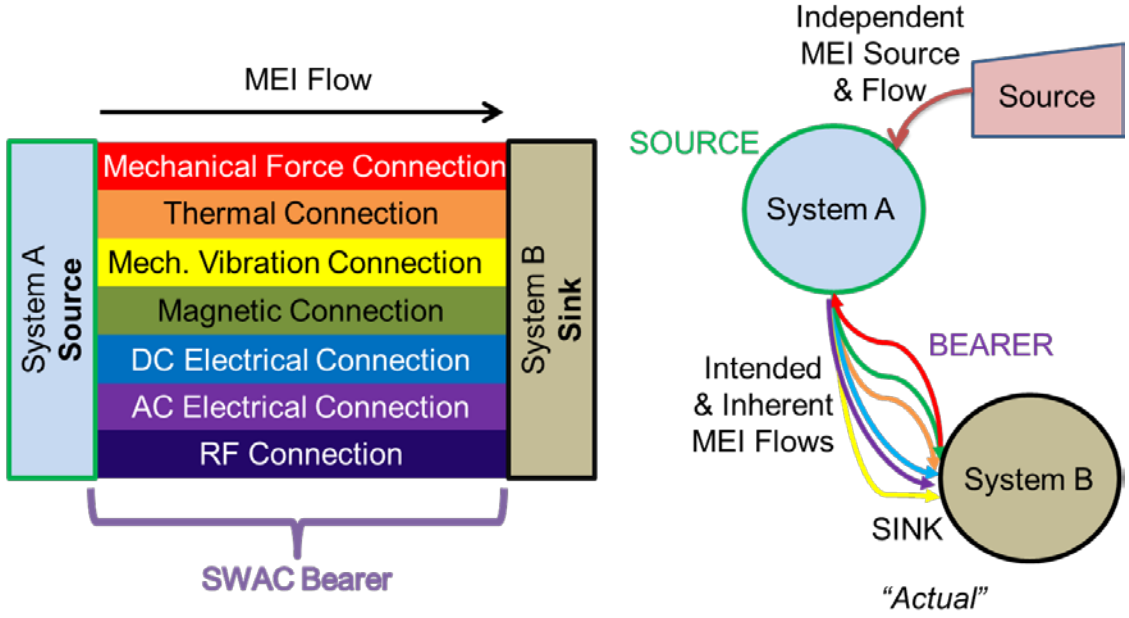 MEI Flow
System A
Source
Mechanical Force Connection
Thermal Connection
Mech. Vibration Connection
Magnetic Connection
DC Electrical Connection
AC Electrical Connection
RF Connection
System B
Sink
SWAC Bearer
Independent
MEI Source
& Flow
Source
SOURCE
System A
BEARER
Intended
& Inherent
MEI Flows
System B
SINK
“Actual”